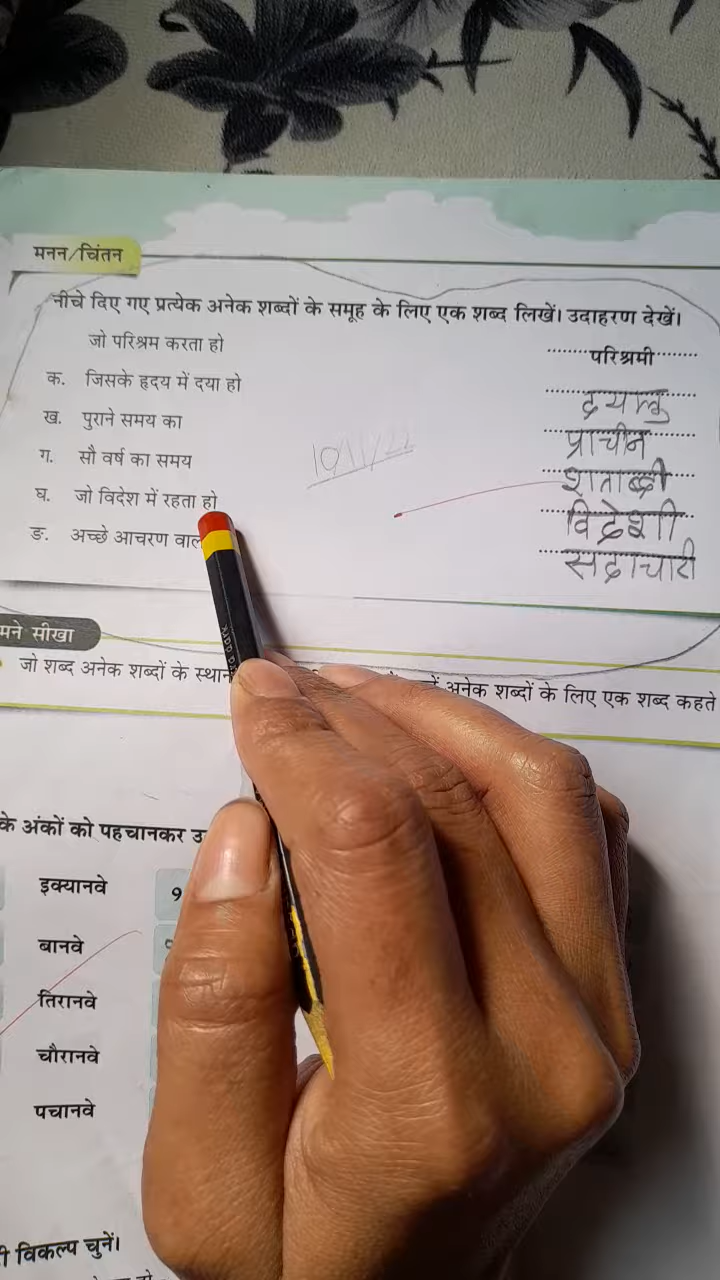 मनन/चिंतन
नीचे दिए गए प्रत्येक अनेक शब्दों के समूह के लिए एक शब्द लिखें। उदाहरण देखें।
जो परिश्रम करता हो परिश्रमी
क. जिसके हृदय में दया हो दयालु
ख. पुराने समय का प्राचीन
ग. सौ वर्ष का समय शताब्दी
10/11/22
घ. जो विदेश में रहता हो विदेशी
ङ. अच्छे आचरण सदाचारी
मने सीखा
जो शब्द अनेक शब्दों के स्थान अनेक शब्दों के लिए एक शब्द कहते
के अंकों को पहचानकर
इक्यानवे 9
बानवे
तिरानवे
चौरानवे
पचानवे
विकल्प चुनें।